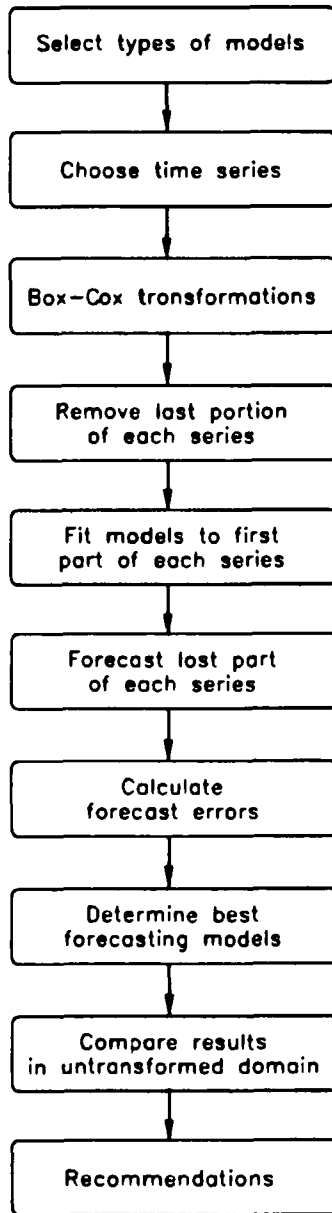 Select types of models
Choose time series
Box-Cox transformations
Remove last portion
of each series
Fit models to first
part of each series
Forecast last part
of each series
Calculate
forecast errors
Determine best
forecasting models
Compare results
in untransformed domain
Recommendations